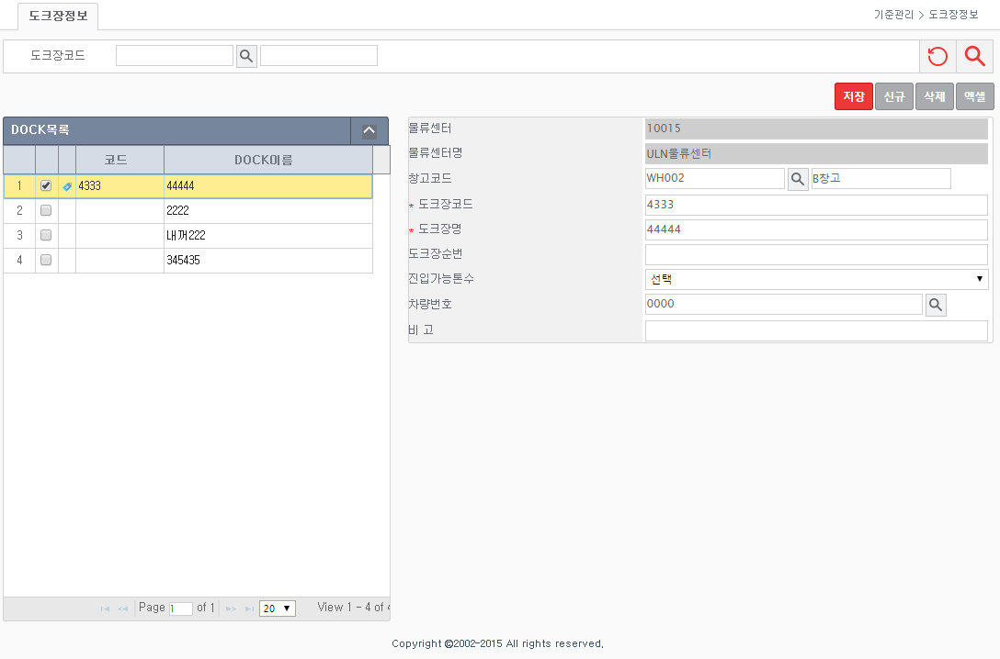 도크장정보
기준관리 > 도크장정보
도크장코드
저장 신규 삭제 엑셀
DOCK목록
코드 DOCK이름
1 4333 44444
2 2222
3 내꺼222
4 345435
물류센터 10015
물류센터명 ULN물류센터
창고코드 WH002 B창고
* 도크장코드 4333
* 도크장명 44444
도크장순번
진입가능톤수 선택
차량번호 0000
비 고
Page 1 of 1 20 View 1 - 4 of 4
Copyright ©2002-2015 All rights reserved.